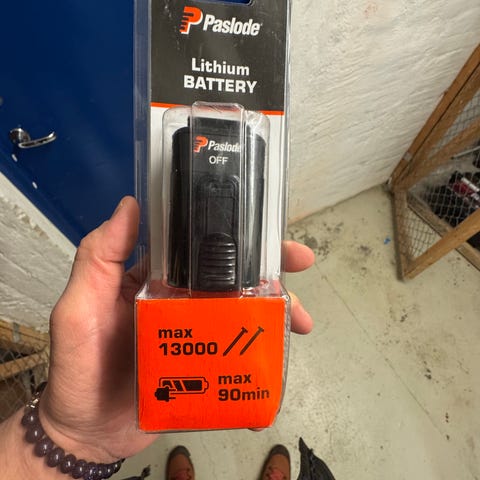 Paslode
Lithium
BATTERY
Paslode
OFF
max
13000
max
90min